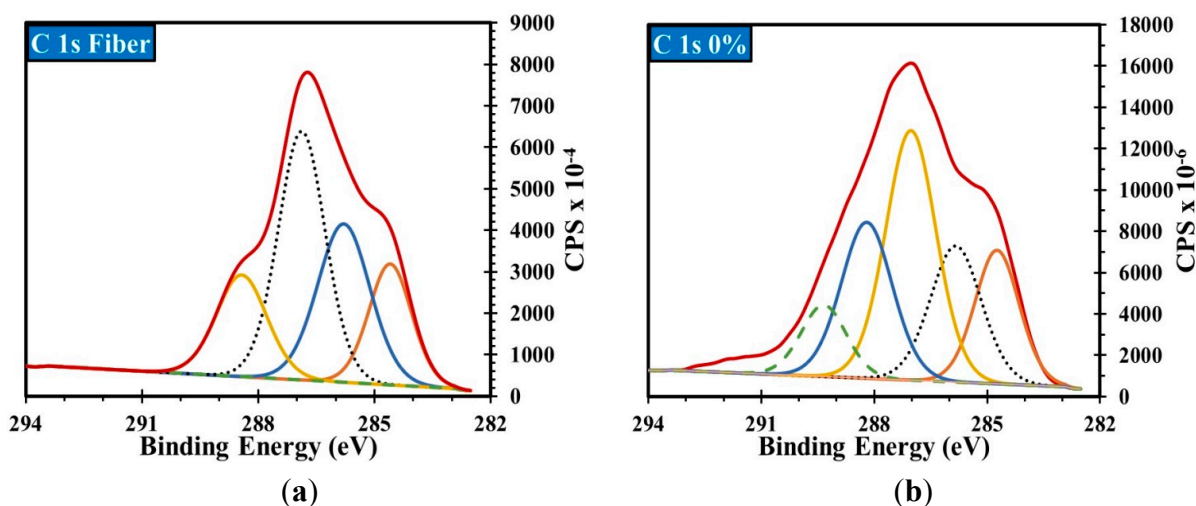 C 1s Fiber
9000
8000
7000
6000
5000
4000
3000
2000
1000
0
CPS x 10-4
294 291 288 285 282
Binding Energy (eV)
(a)
C 1s 0%
18000
16000
14000
12000
10000
8000
6000
4000
2000
0
CPS x 10-6
294 291 288 285 282
Binding Energy (eV)
(b)